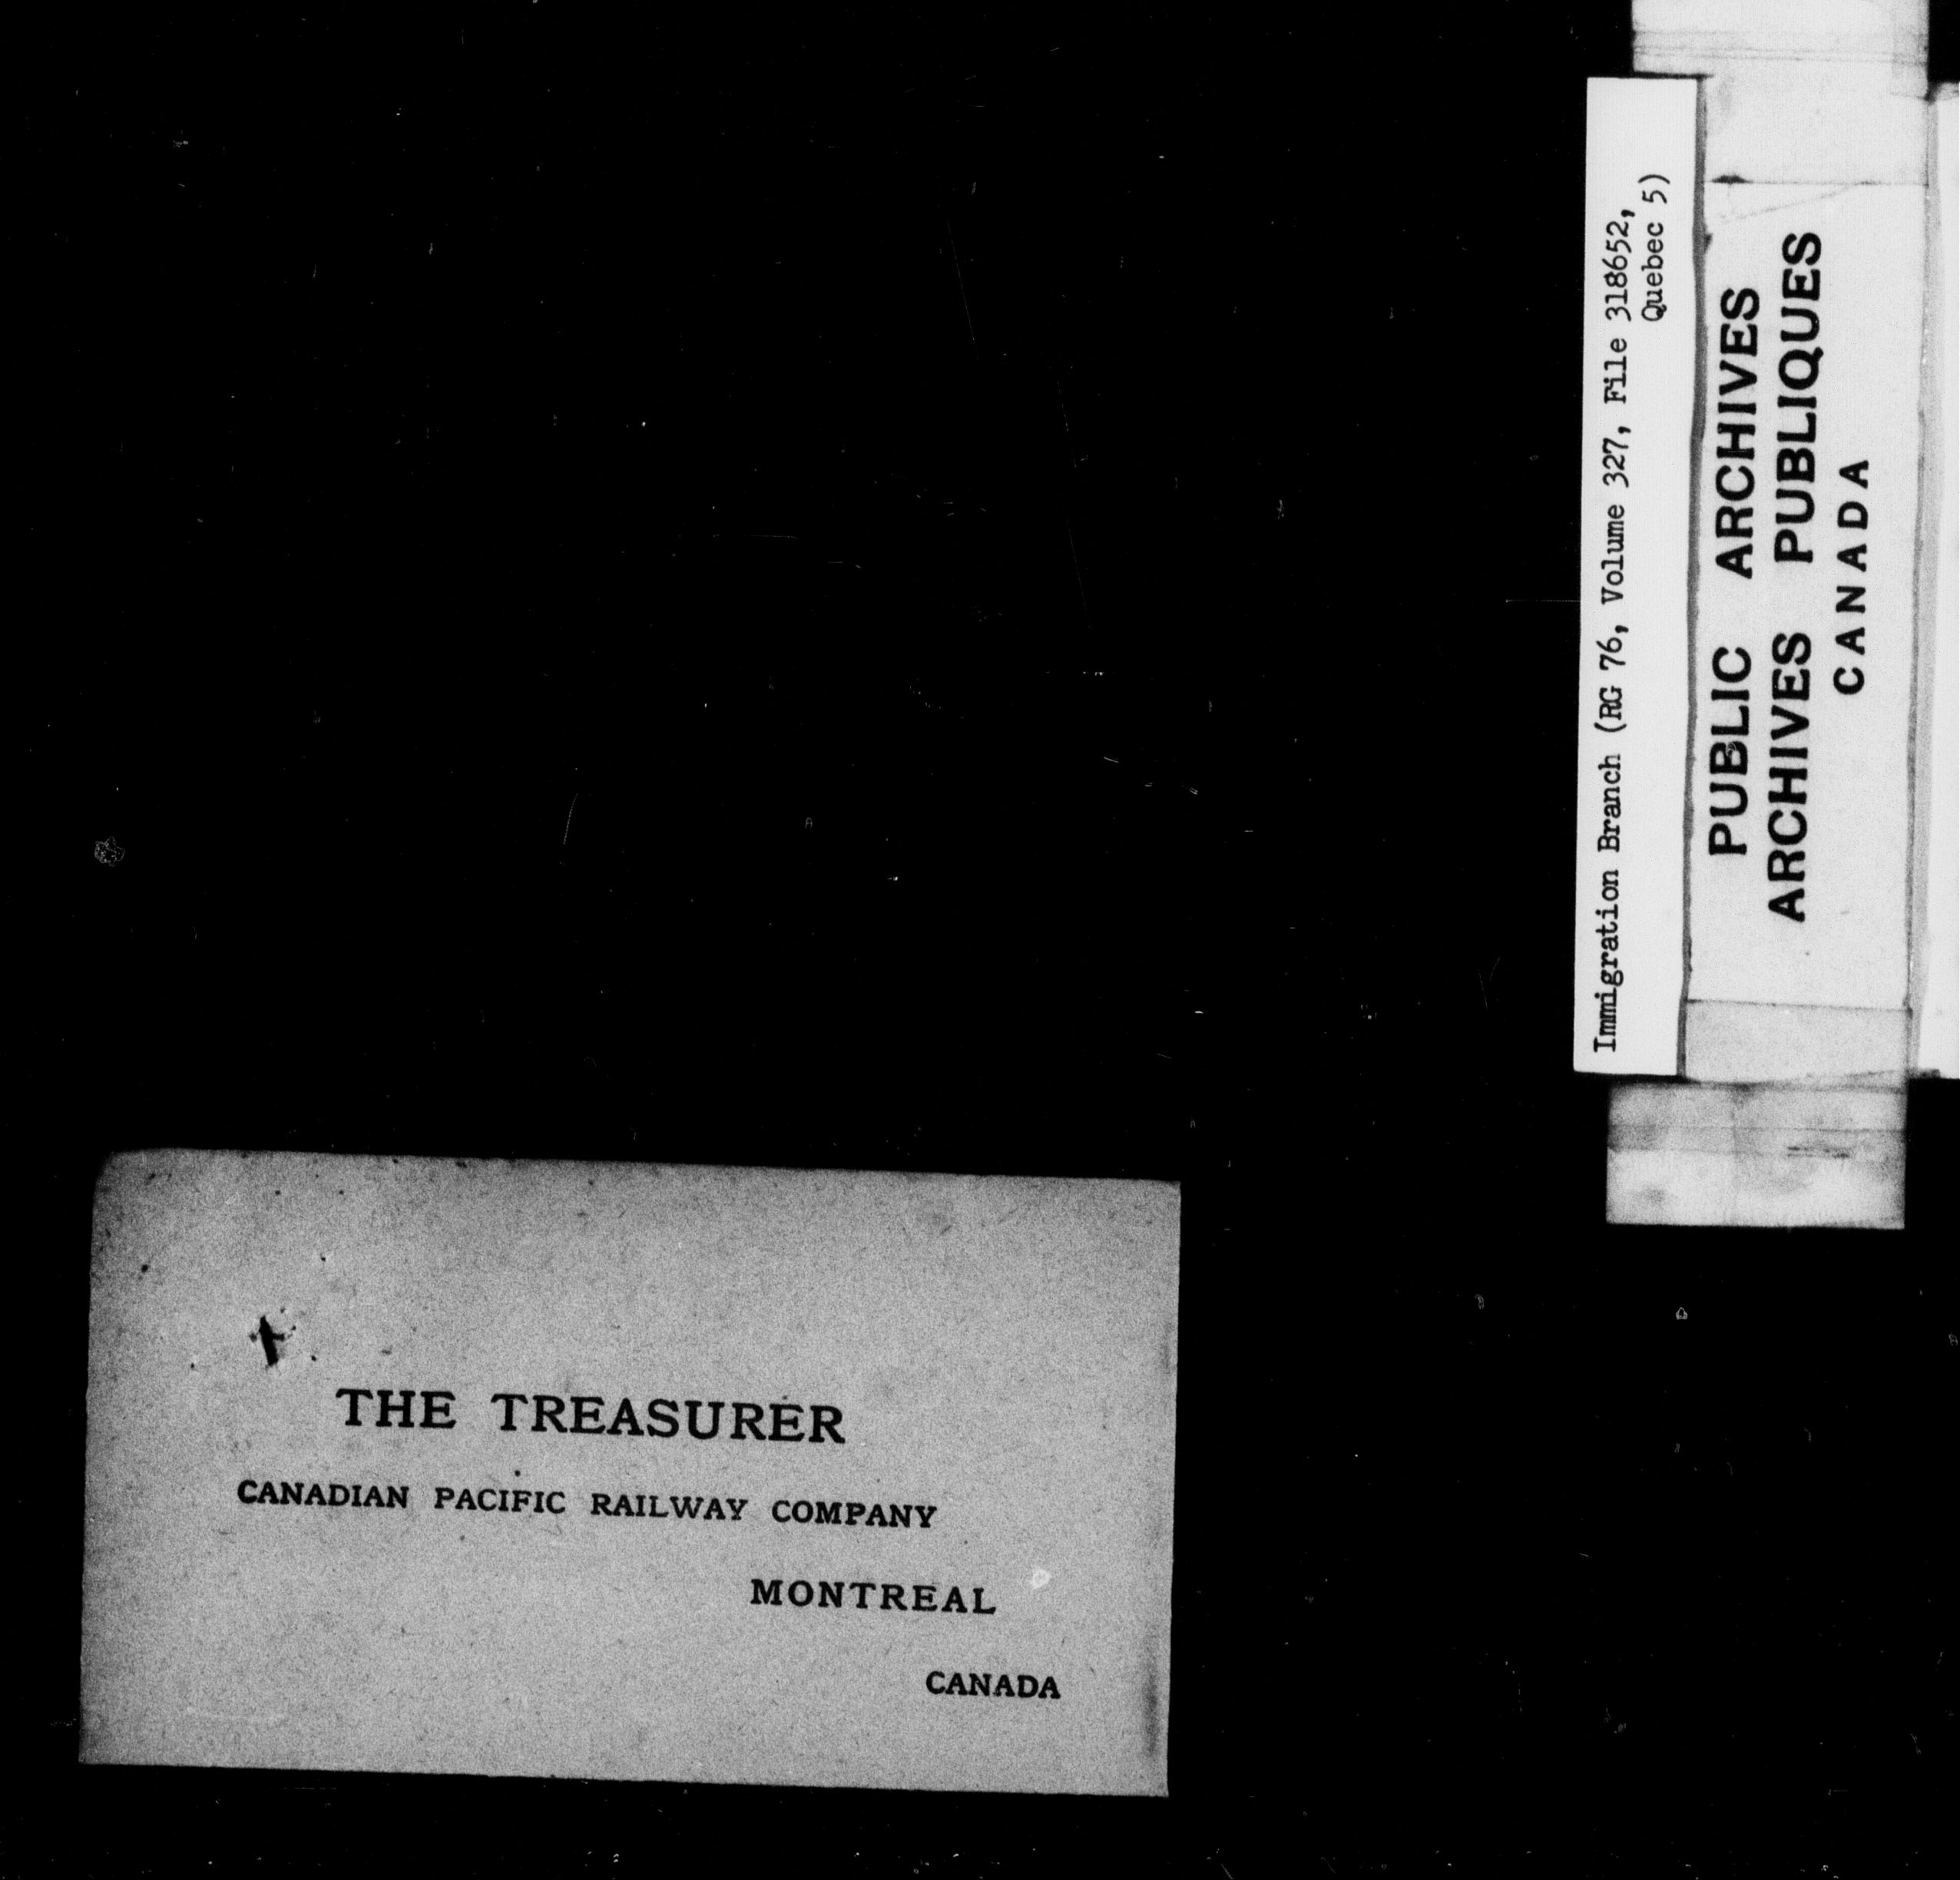 Immigration Branch (RG 76, Volume 327, File 318652,
Quebec 5)
PUBLIC ARCHIVES
ARCHIVES PUBLIQUES
CANADA
THE TREASURER
CANADIAN PACIFIC RAILWAY COMPANY
MONTREAL
CANADA